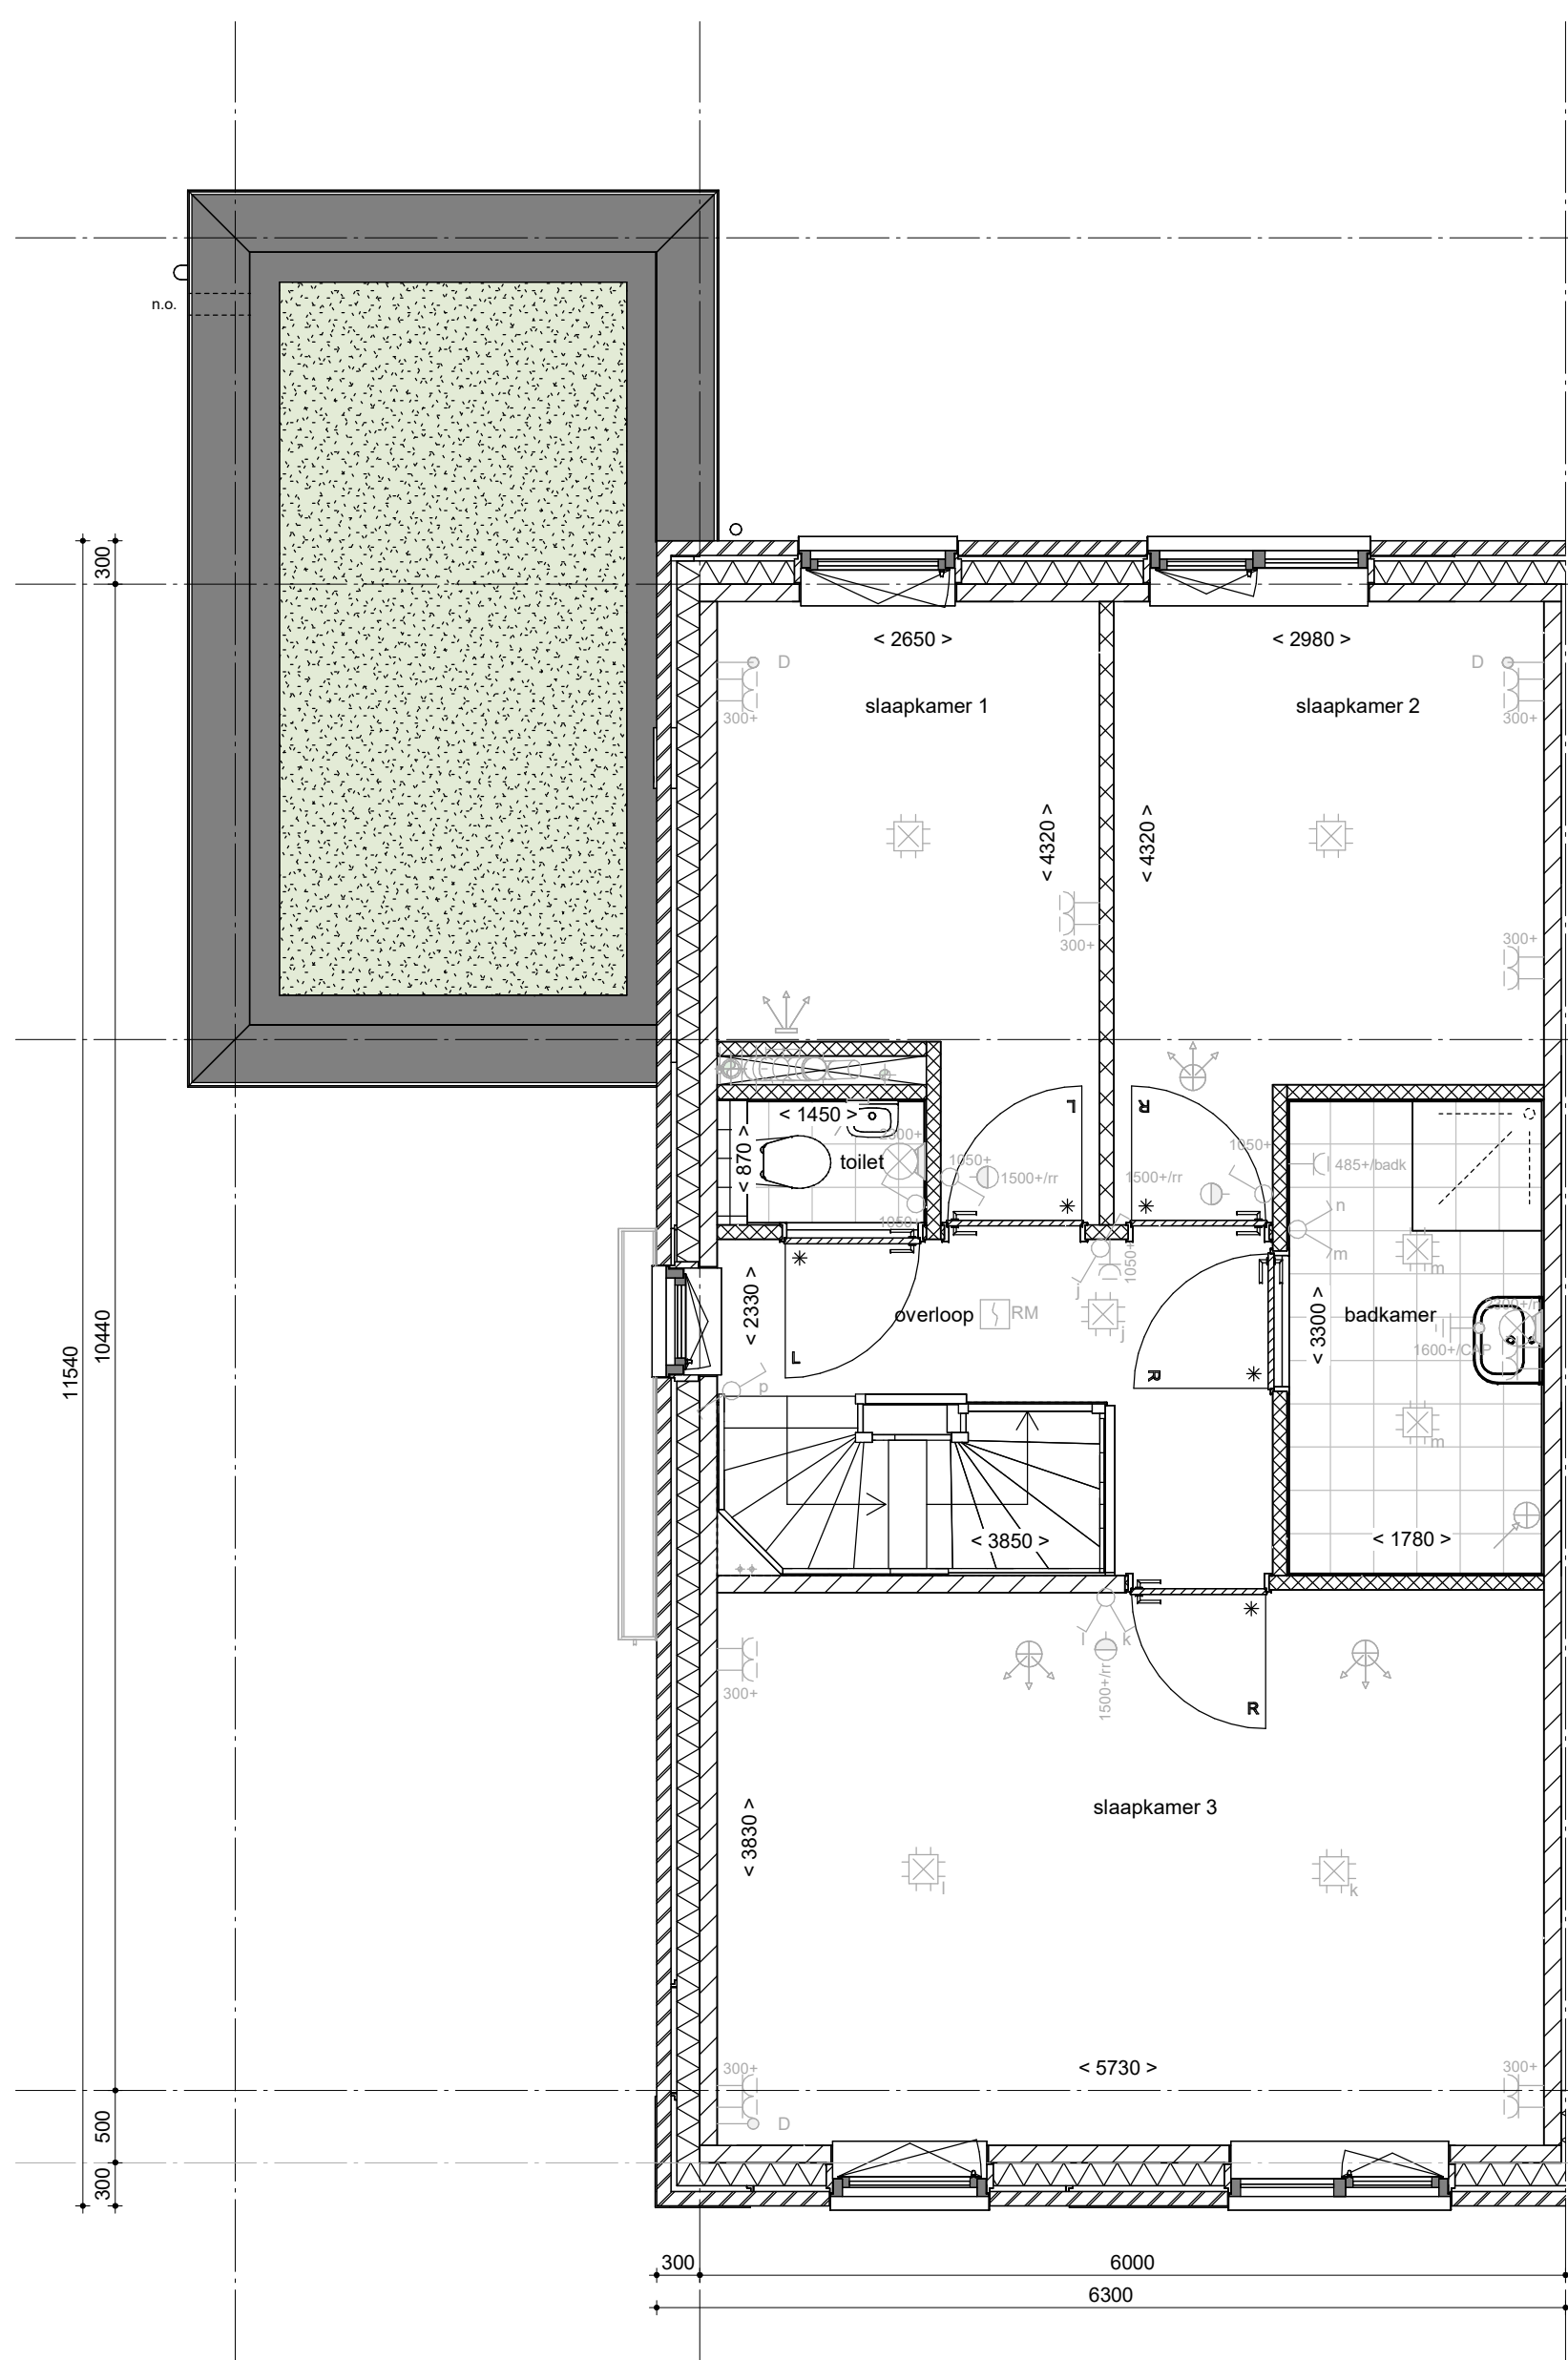 n.o.
300
< 2650 >
< 2980 >
D
D
slaapkamer 1
slaapkamer 2
300+
300+
< 4320 >
< 4320 >
300+
300+
< 1450 >
L
R
< 870 >
toilet
1050+
1500+/rr
1500+/rr
1050+
485+/badk
1050+
n
m
1050+
m
j
< 2330 >
overloop
RM
j
< 3300 >
badkamer
1600+/CAP
11540
10440
L
R
p
m
< 3850 >
< 1780 >
l
k
300+
1500+/rr
R
slaapkamer 3
< 3830 >
l
k
< 5730 >
300+
300+
500
D
300
300
6000
6300